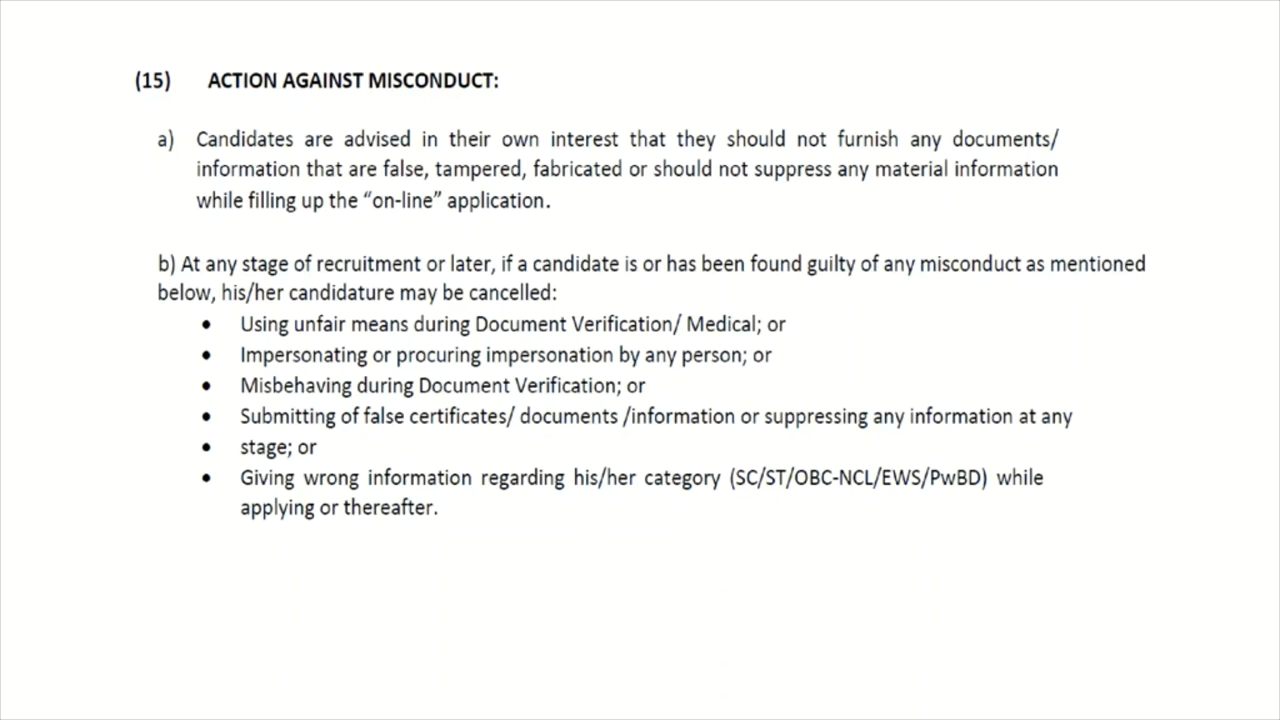 (15) ACTION AGAINST MISCONDUCT:
a) Candidates are advised in their own interest that they should not furnish any documents/
information that are false, tampered, fabricated or should not suppress any material information
while filling up the “on-line” application.
b) At any stage of recruitment or later, if a candidate is or has been found guilty of any misconduct as mentioned
below, his/her candidature may be cancelled:
• Using unfair means during Document Verification/ Medical; or
• Impersonating or procuring impersonation by any person; or
• Misbehaving during Document Verification; or
• Submitting of false certificates/ documents /information or suppressing any information at any
• stage; or
• Giving wrong information regarding his/her category (SC/ST/OBC-NCL/EWS/PwBD) while
applying or thereafter.